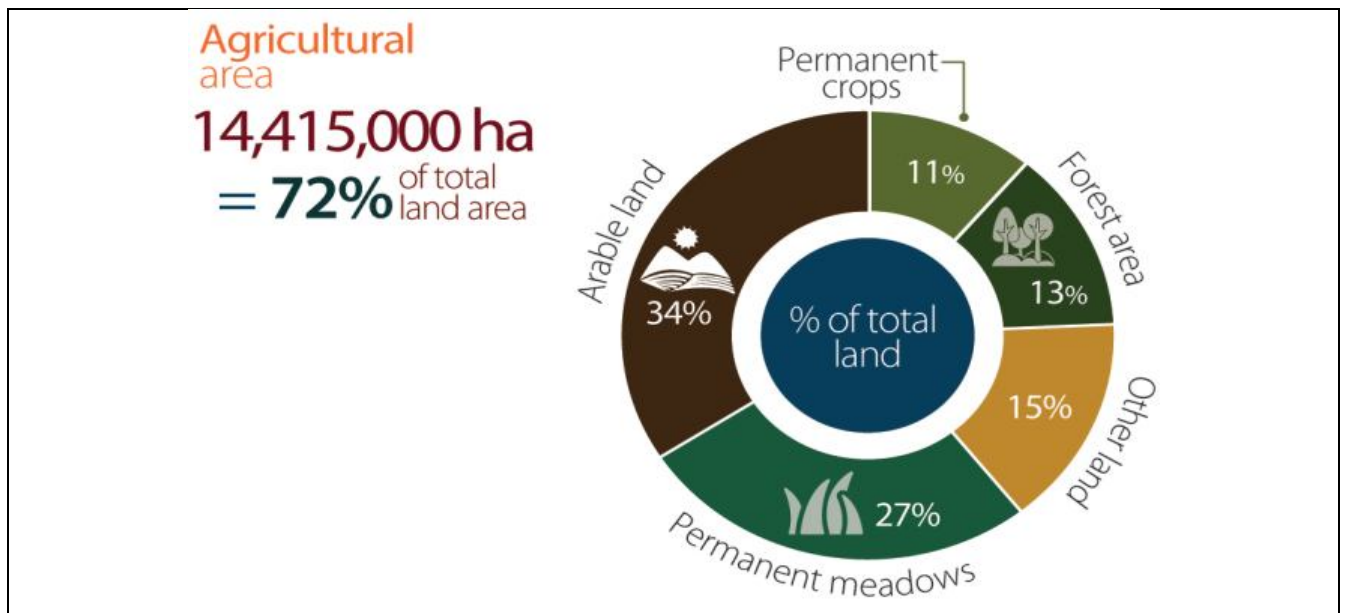 Agricultural
area
14,415,000 ha
= 72% of total
land area
Permanent
crops
11%
Forest area
13%
Other land
15%
Permanent meadows
27%
Arable land
34%
% of total
land